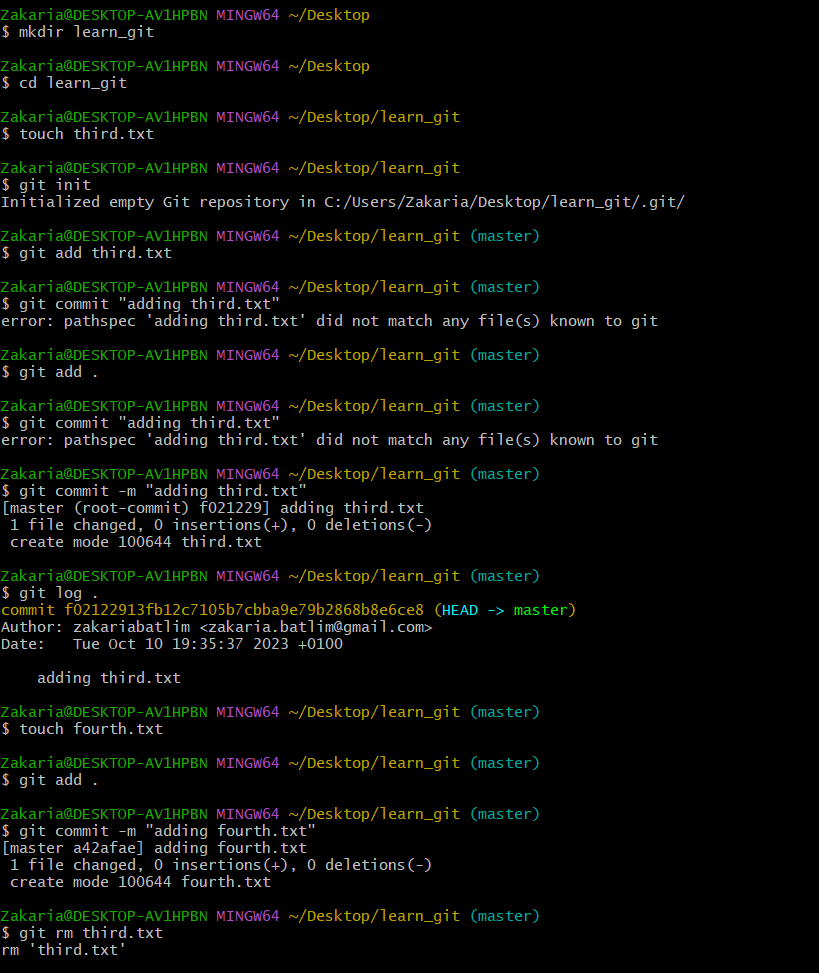 Zakaria@DESKTOP-AV1HPBN MINGW64 ~/Desktop
$ mkdir learn_git
Zakaria@DESKTOP-AV1HPBN MINGW64 ~/Desktop
$ cd learn_git
Zakaria@DESKTOP-AV1HPBN MINGW64 ~/Desktop/learn_git
$ touch third.txt
Zakaria@DESKTOP-AV1HPBN MINGW64 ~/Desktop/learn_git
$ git init
Initialized empty Git repository in C:/Users/Zakaria/Desktop/learn_git/.git/
Zakaria@DESKTOP-AV1HPBN MINGW64 ~/Desktop/learn_git (master)
$ git add third.txt
Zakaria@DESKTOP-AV1HPBN MINGW64 ~/Desktop/learn_git (master)
$ git commit "adding third.txt"
error: pathspec 'adding third.txt' did not match any file(s) known to git
Zakaria@DESKTOP-AV1HPBN MINGW64 ~/Desktop/learn_git (master)
$ git add .
Zakaria@DESKTOP-AV1HPBN MINGW64 ~/Desktop/learn_git (master)
$ git commit "adding third.txt"
error: pathspec 'adding third.txt' did not match any file(s) known to git
Zakaria@DESKTOP-AV1HPBN MINGW64 ~/Desktop/learn_git (master)
$ git commit -m "adding third.txt"
[master (root-commit) f021229] adding third.txt
 1 file changed, 0 insertions(+), 0 deletions(-)
 create mode 100644 third.txt
Zakaria@DESKTOP-AV1HPBN MINGW64 ~/Desktop/learn_git (master)
$ git log .
commit f02122913fb12c7105b7cbba9e79b2868b8e6ce8 (HEAD -> master)
Author: zakariabatlim <zakaria.batlim@gmail.com>
Date:   Tue Oct 10 19:35:37 2023 +0100
    adding third.txt
Zakaria@DESKTOP-AV1HPBN MINGW64 ~/Desktop/learn_git (master)
$ touch fourth.txt
Zakaria@DESKTOP-AV1HPBN MINGW64 ~/Desktop/learn_git (master)
$ git add .
Zakaria@DESKTOP-AV1HPBN MINGW64 ~/Desktop/learn_git (master)
$ git commit -m "adding fourth.txt"
[master a42afae] adding fourth.txt
 1 file changed, 0 insertions(+), 0 deletions(-)
 create mode 100644 fourth.txt
Zakaria@DESKTOP-AV1HPBN MINGW64 ~/Desktop/learn_git (master)
$ git rm third.txt
rm 'third.txt'